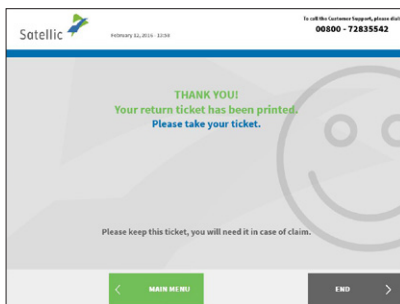 Satellic
February 12, 2016 - 12:08
To call the Customer Support, please dial:
00800 - 72835542
THANK YOU!
Your return ticket has been printed.
Please take your ticket.
Please keep this ticket, you will need it in case of claim.
MAIN MENU
END